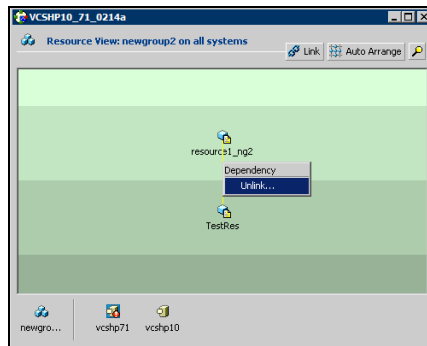 VCSHP10_71_0214a
Resource View: newgroup2 on all systems
Link
Auto Arrange
resource1_ng2
Dependency
Unlink...
TestRes
newgro...
vcshp71
vcshp10